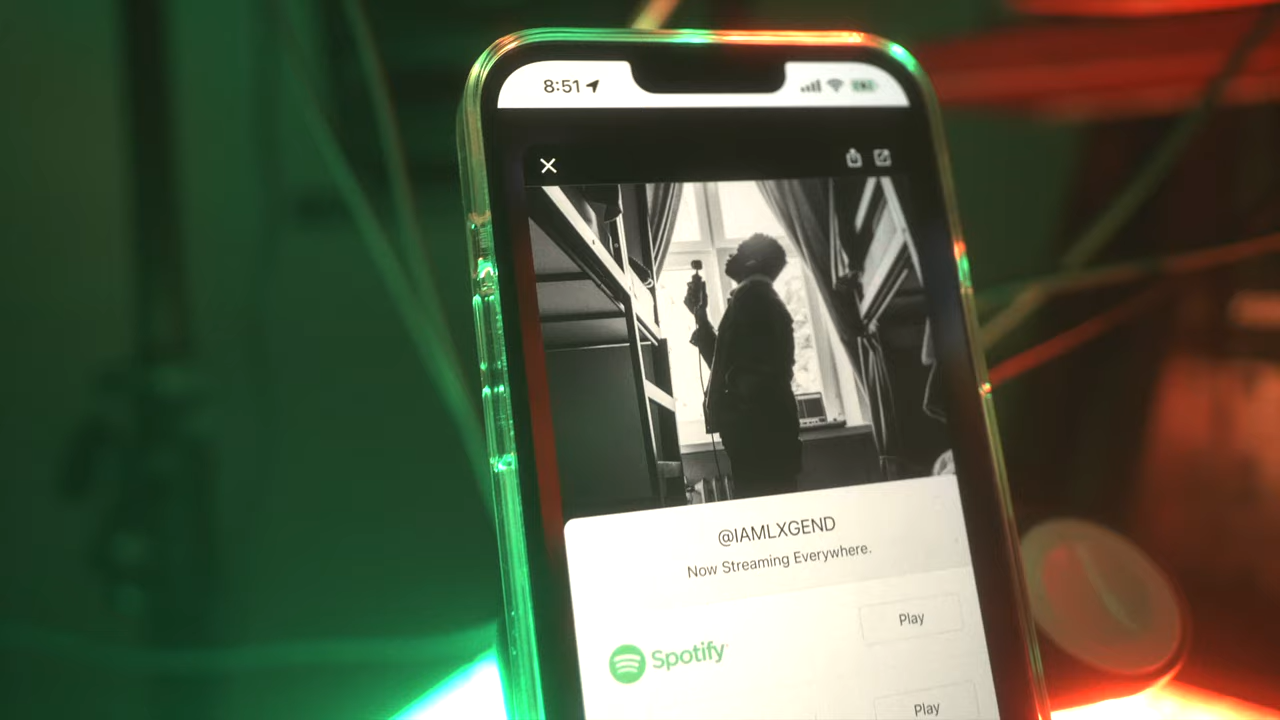 8:51
@IAMLXGEND
Now Streaming Everywhere.
Play
Spotify
Play